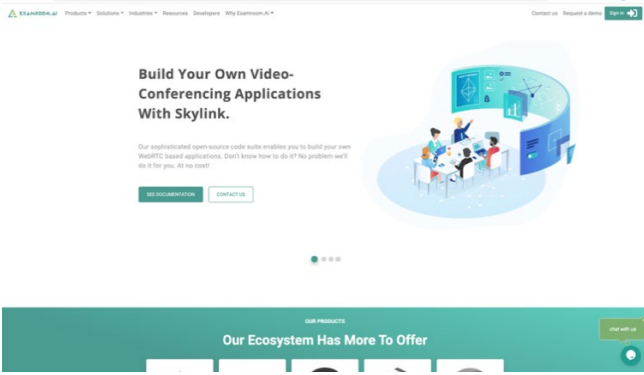 EXAMROOM.AI Products Solutions Industries Resources Developers Why Examroom.AI Contact us Request a demo Sign in
Build Your Own Video-
Conferencing Applications
With Skylink.
Our sophisticated open-source code suite enables you to build your own
WebRTC based applications. Don't know how to do it? No problem we'll
do it for you. At no cost!
SEE DOCUMENTATION CONTACT US
OUR PRODUCTS
Our Ecosystem Has More To Offer
chat with us